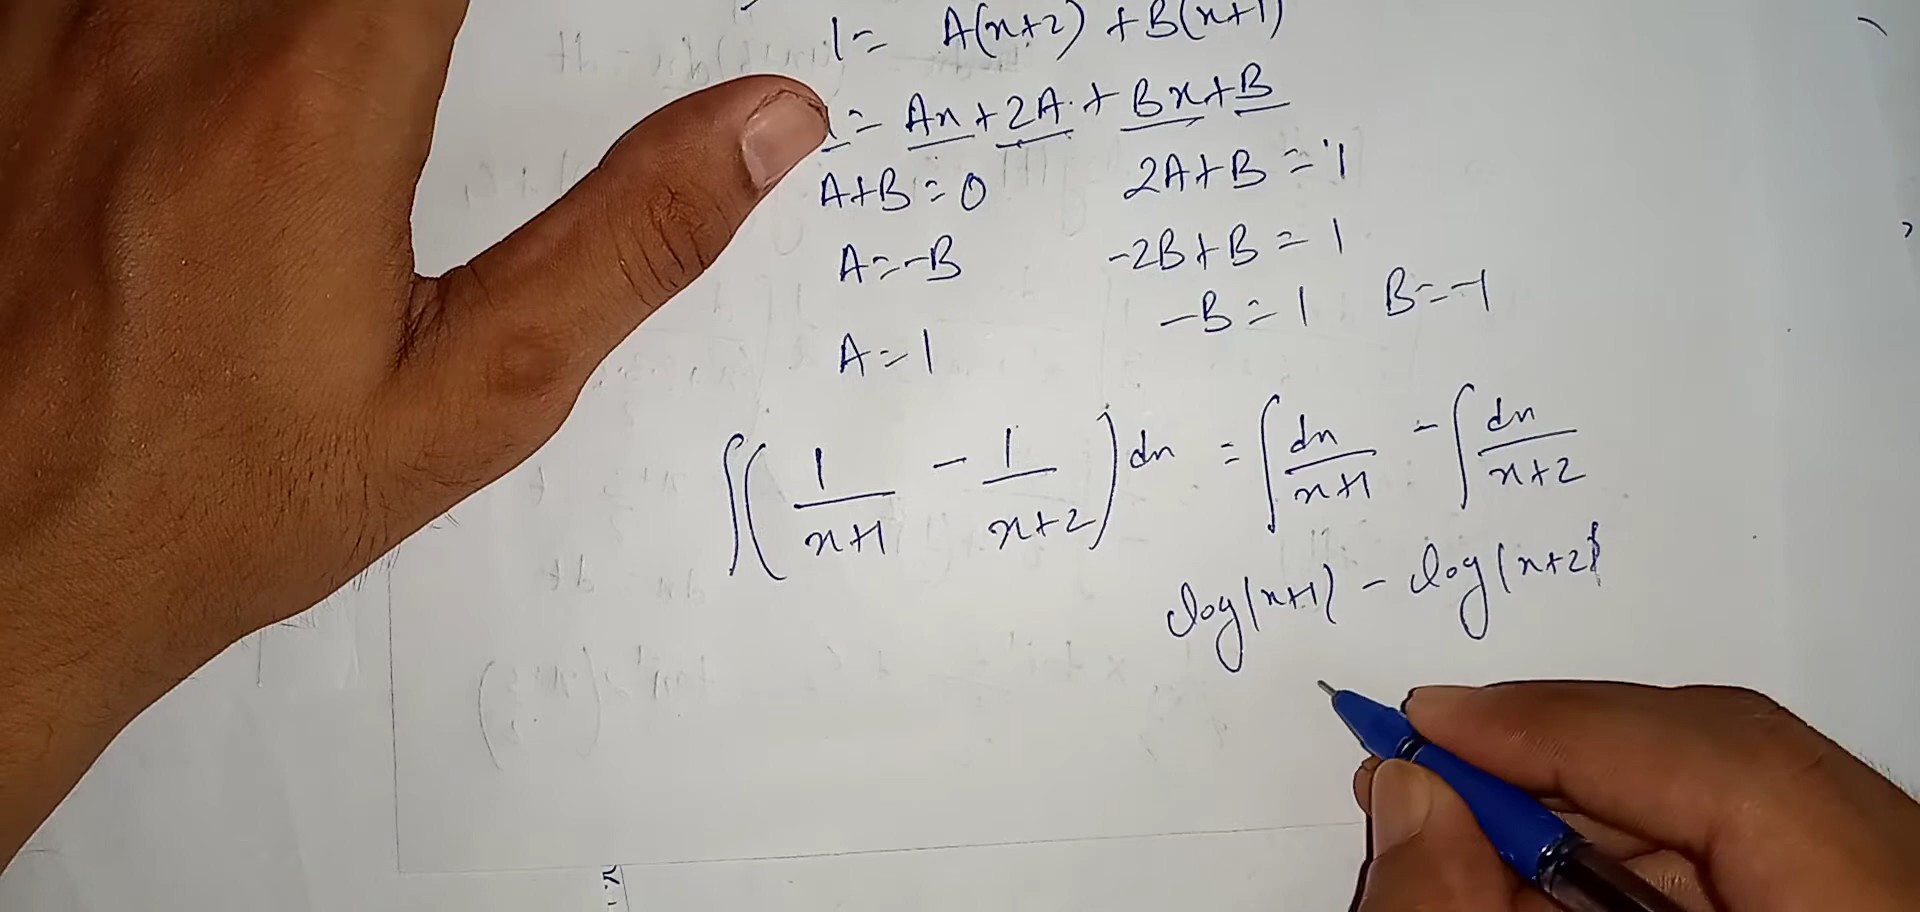 1 = A(x+2) + B(x+1)
= Ax + 2A + Bx + B
A+B = 0 2A+B = 1
A = -B -2B+B = 1
-B = 1 B = -1
A = 1
∫(1/(x+1) - 1/(x+2)) dx = ∫dx/(x+1) - ∫dx/(x+2)
log(x+1) - log(x+2)